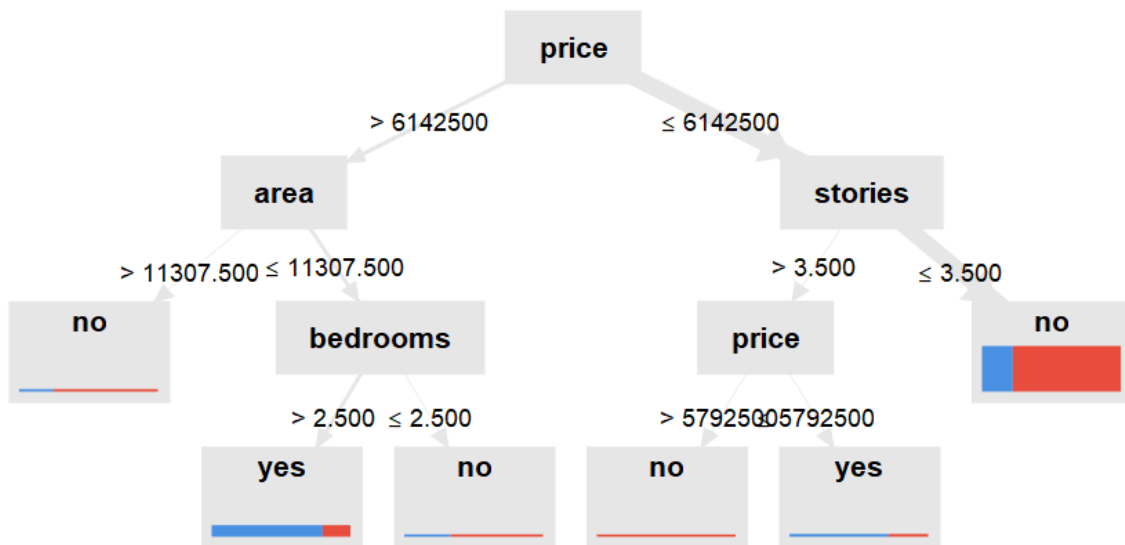 price
> 6142500
≤ 6142500
area
stories
> 11307.500
≤ 11307.500
> 3.500
≤ 3.500
no
bedrooms
price
no
> 2.500
≤ 2.500
> 5792500
≤ 5792500
yes
no
no
yes